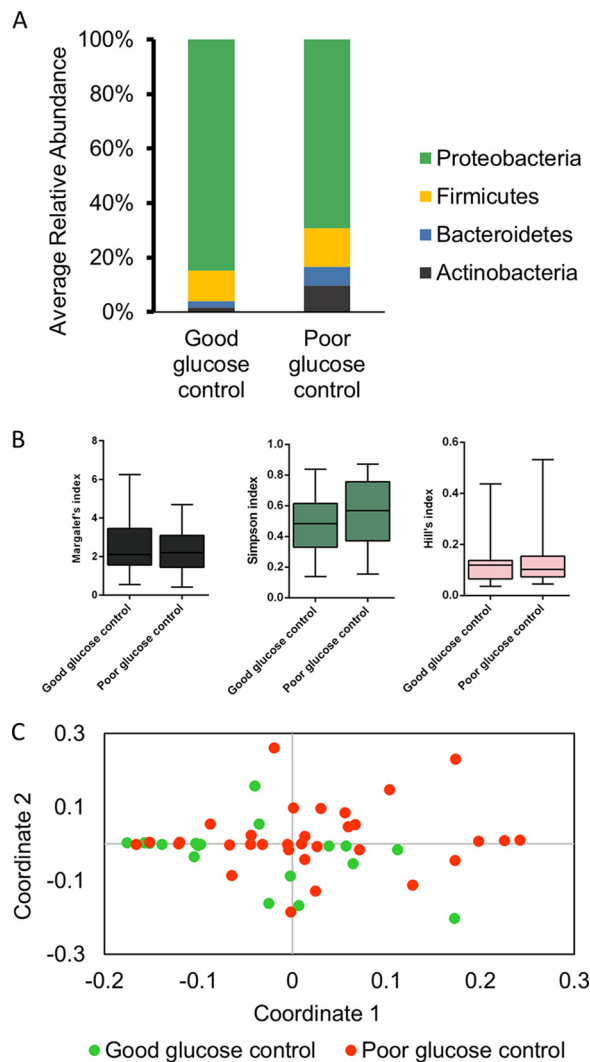 A
Average Relative Abundance
100%
80%
60%
40%
20%
0%
Good
glucose
control
Poor
glucose
control
Proteobacteria
Firmicutes
Bacteroidetes
Actinobacteria
B
Margalef's index
8
6
4
2
0
Good glucose control
Poor glucose control
Simpson index
1.0
0.8
0.6
0.4
0.2
0.0
Good glucose control
Poor glucose control
Hill's index
0.6
0.4
0.2
0.0
Good glucose control
Poor glucose control
C
Coordinate 2
0.3
0.1
-0.1
-0.3
-0.2
-0.1
0
0.1
0.2
0.3
Coordinate 1
Good glucose control
Poor glucose control